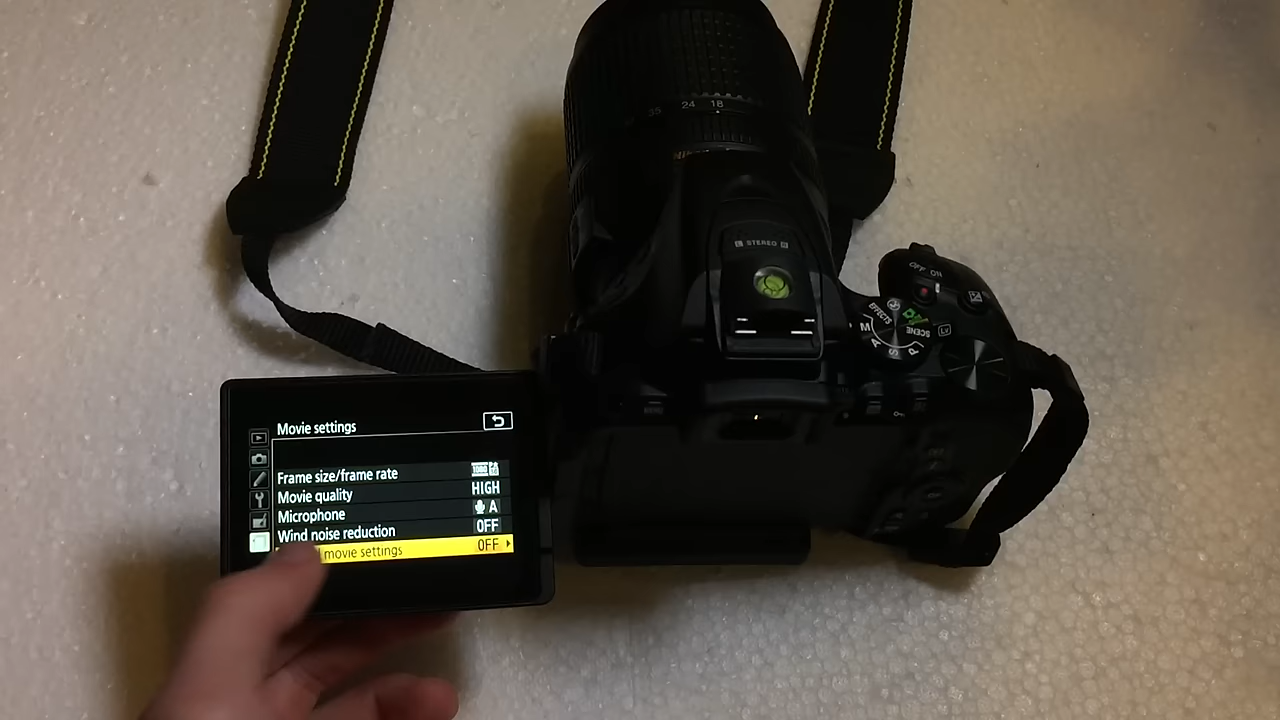 35 24 18
STEREO
OFF ON
EFFECTS
SCENE
M
A
S
P
Lv
Movie settings
Frame size/frame rate
Movie quality HIGH
Microphone A
Wind noise reduction OFF
movie settings OFF